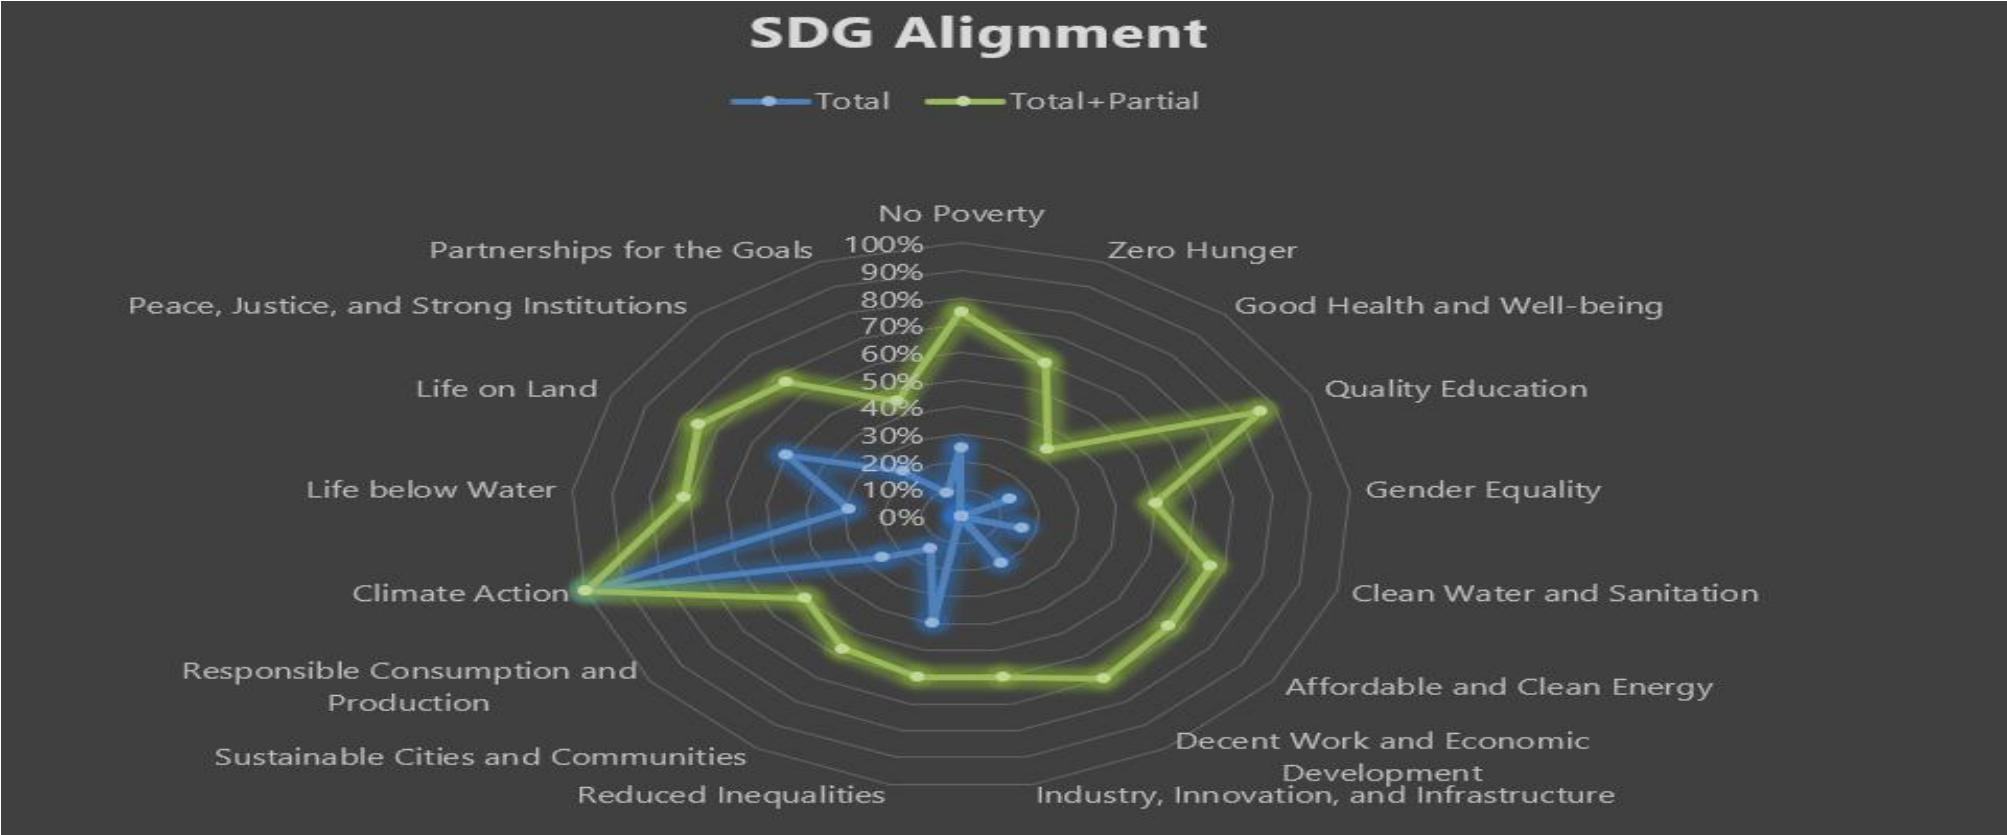 SDG Alignment
Total Total+Partial
No Poverty
Partnerships for the Goals 100% Zero Hunger
90%
Peace, Justice, and Strong Institutions 80% Good Health and Well-being
70%
60%
Life on Land 50% Quality Education
40%
30%
20%
Life below Water 10% Gender Equality
0%
Climate Action Clean Water and Sanitation
Responsible Consumption and
Production
Affordable and Clean Energy
Decent Work and Economic
Development
Sustainable Cities and Communities
Reduced Inequalities Industry, Innovation, and Infrastructure